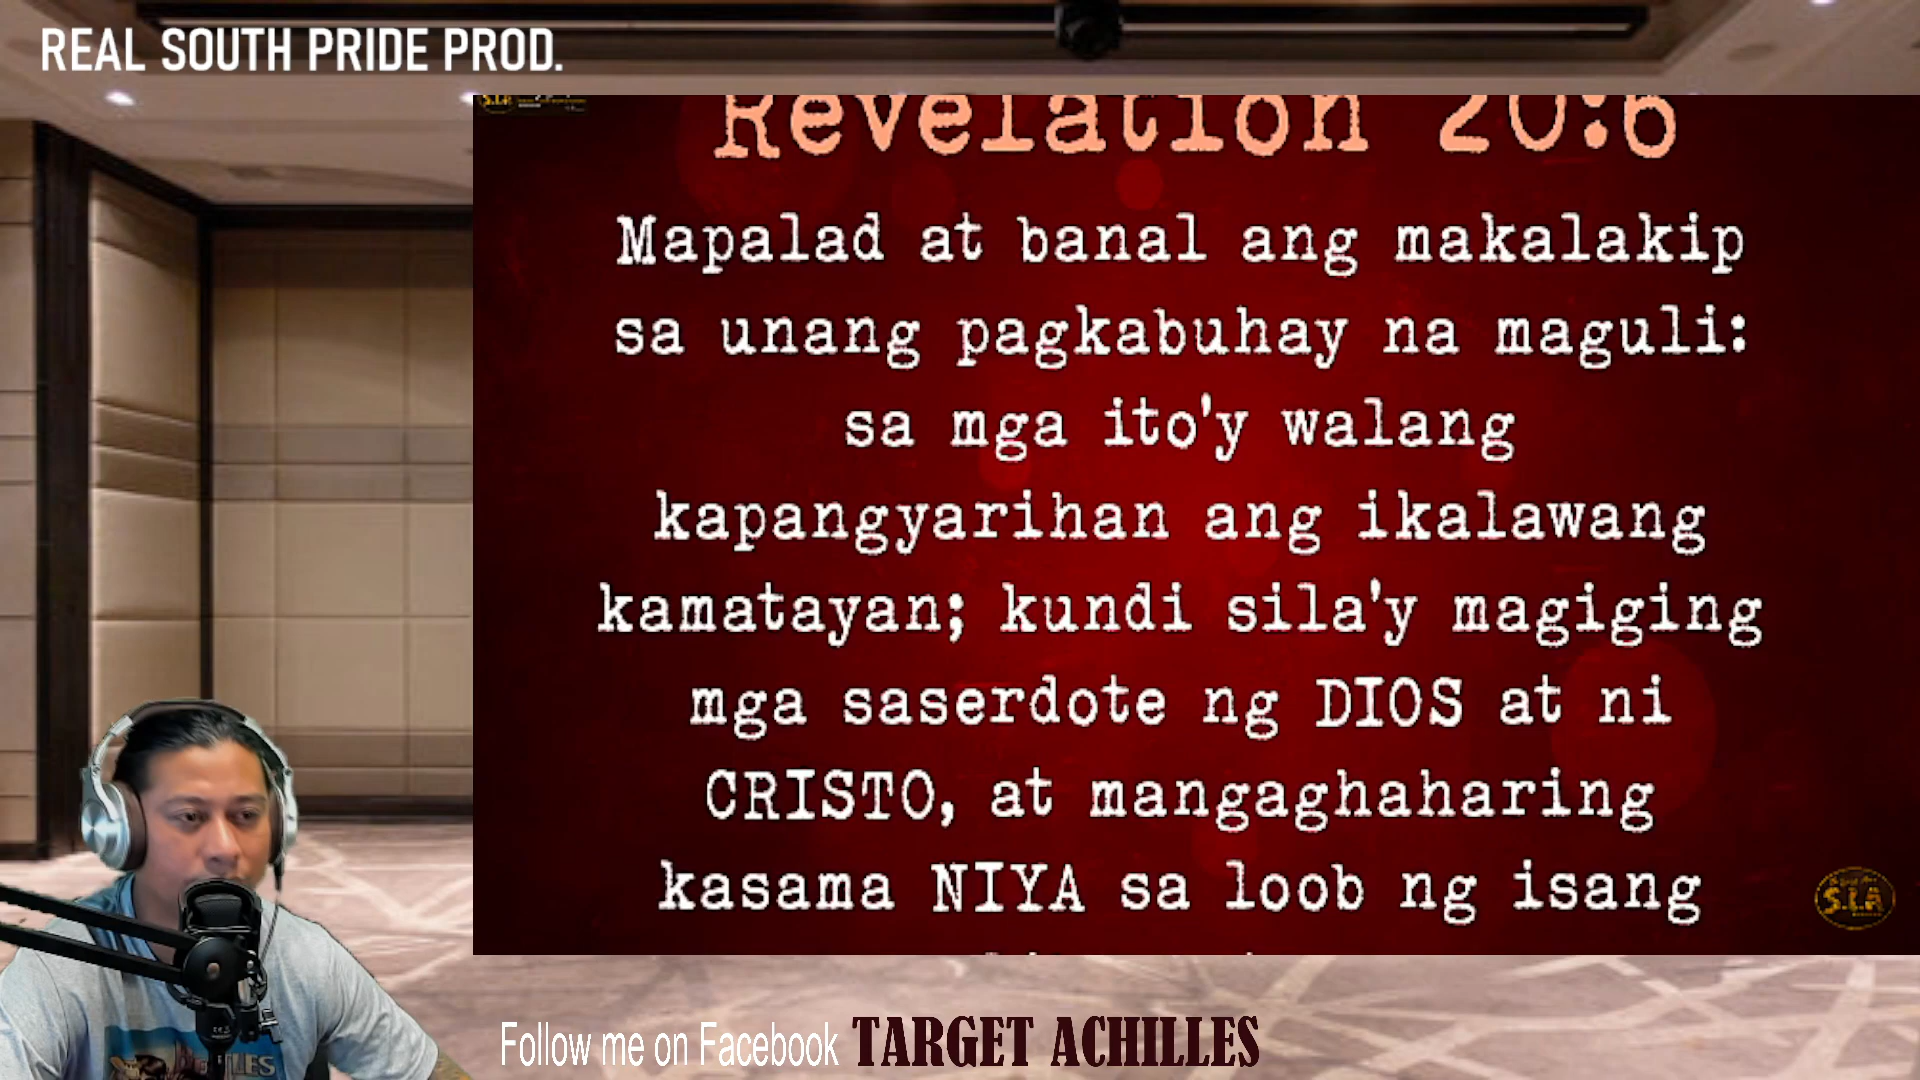 REAL SOUTH PRIDE PROD.
S.I.A
Revelation 20:6
Mapalad at banal ang makalakip
sa unang pagkabuhay na maguli:
sa mga ito'y walang
kapangyarihan ang ikalawang
kamatayan; kundi sila'y magiging
mga saserdote ng DIOS at ni
CRISTO, at mangaghaharing
kasama NIYA sa loob ng isang
S.I.A
Follow me on Facebook TARGET ACHILLES